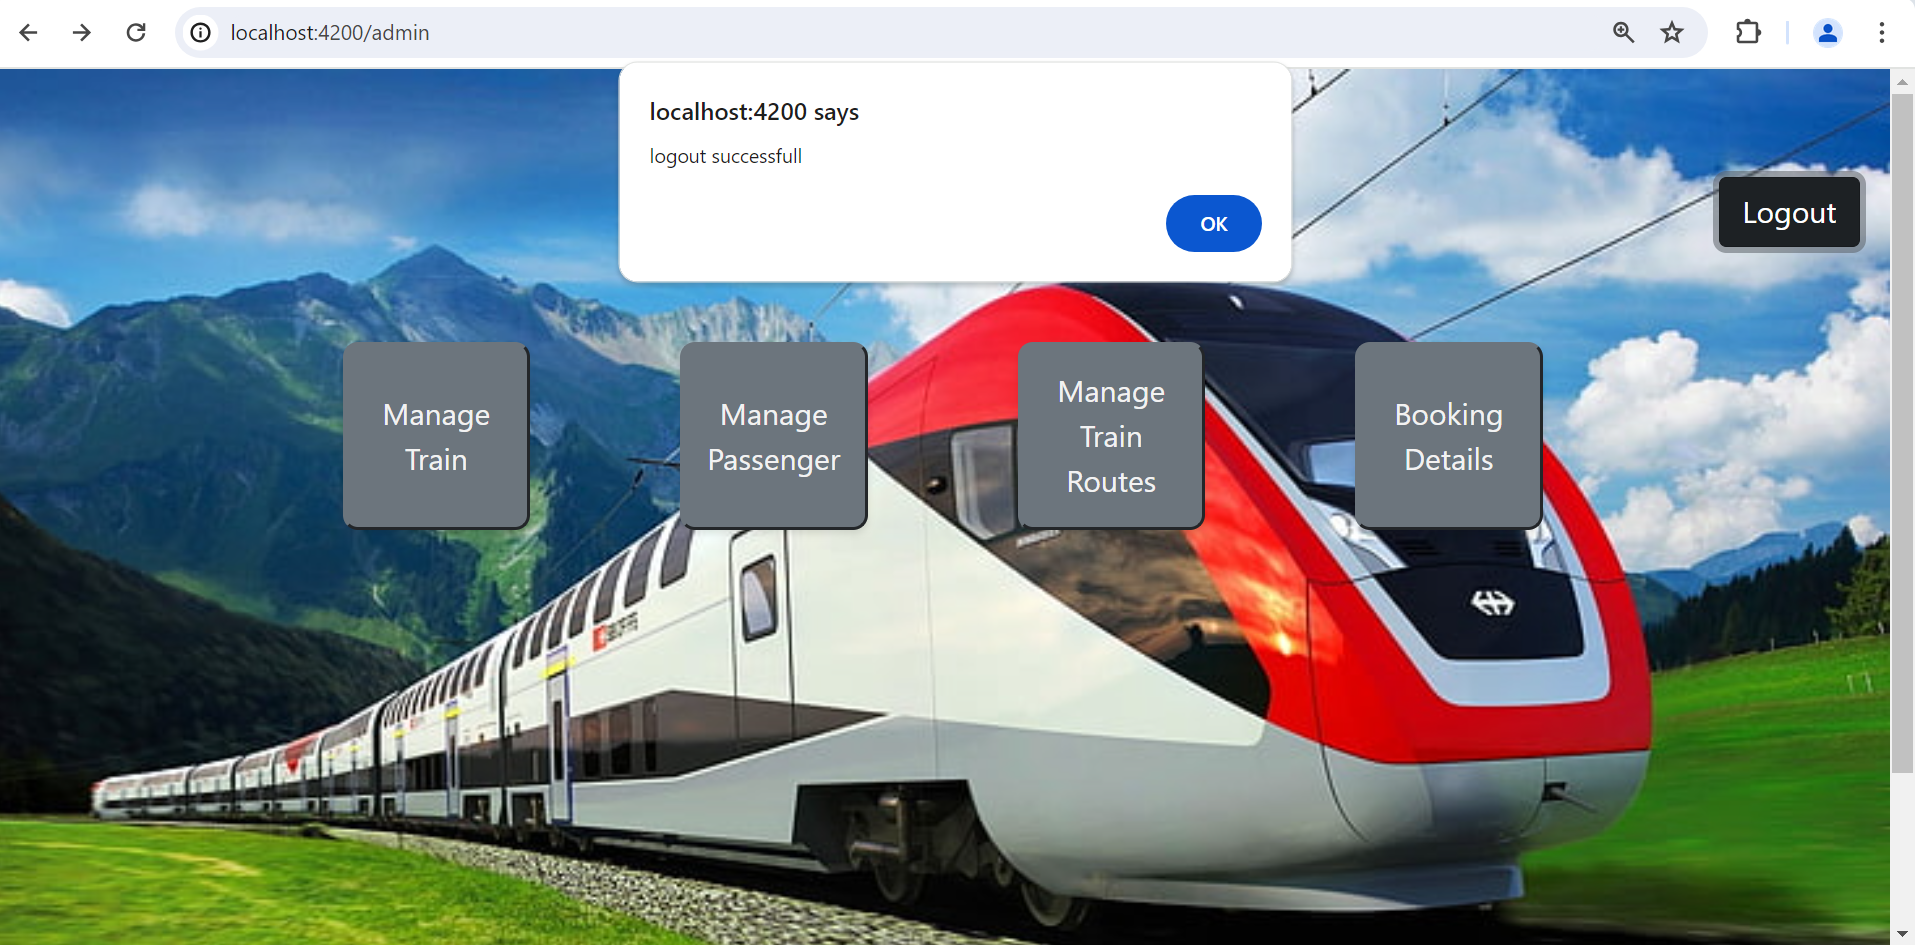 localhost:4200/admin
localhost:4200 says
logout successfull
OK
Logout
Manage
Train
Manage
Passenger
Manage
Train
Routes
Booking
Details